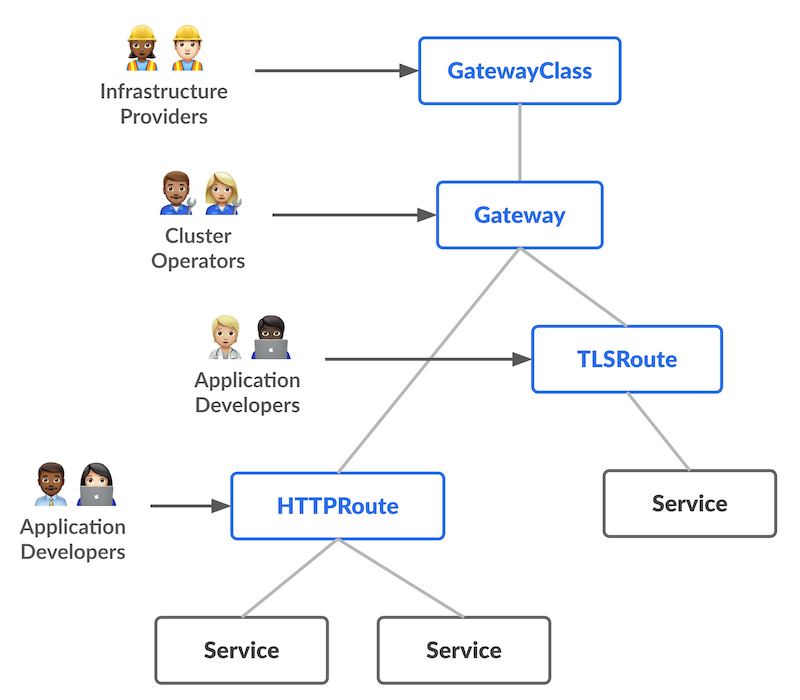 GatewayClass
Infrastructure
Providers
Gateway
Cluster
Operators
TLSRoute
Application
Developers
Service
HTTPRoute
Application
Developers
Service
Service